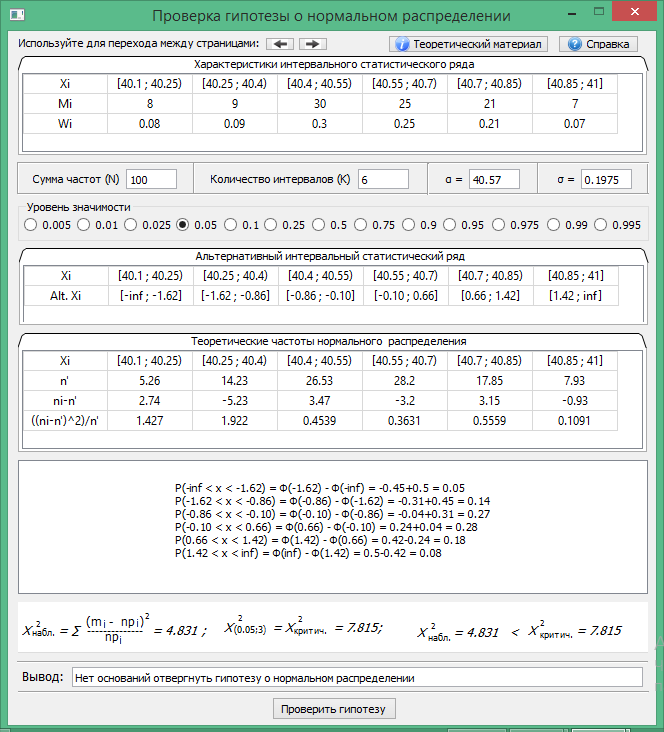 Проверка гипотезы о нормальном распределении
Используйте для перехода между страницами:
Теоретический материал
Справка
Характеристики интервального статистического ряда
Xi [40.1 ; 40.25) [40.25 ; 40.4) [40.4 ; 40.55) [40.55 ; 40.7) [40.7 ; 40.85) [40.85 ; 41]
Mi 8 9 30 25 21 7
Wi 0.08 0.09 0.3 0.25 0.21 0.07
Сумма частот (N) 100 Количество интервалов (K) 6 α = 40.57 σ = 0.1975
Уровень значимости
0.005 0.01 0.025 0.05 0.1 0.25 0.5 0.75 0.9 0.95 0.975 0.99 0.995
Альтернативный интервальный статистический ряд
Xi [40.1 ; 40.25) [40.25 ; 40.4) [40.4 ; 40.55) [40.55 ; 40.7) [40.7 ; 40.85) [40.85 ; 41]
Alt. Xi [-inf ; -1.62] [-1.62 ; -0.86] [-0.86 ; -0.10] [-0.10 ; 0.66] [0.66 ; 1.42] [1.42 ; inf]
Теоретические частоты нормального распределения
Xi [40.1 ; 40.25) [40.25 ; 40.4) [40.4 ; 40.55) [40.55 ; 40.7) [40.7 ; 40.85) [40.85 ; 41]
n' 5.26 14.23 26.53 28.2 17.85 7.93
ni-n' 2.74 -5.23 3.47 -3.2 3.15 -0.93
((ni-n')^2)/n' 1.427 1.922 0.4539 0.3631 0.5559 0.1091
P(-inf < x < -1.62) = Ф(-1.62) - Ф(-inf) = -0.45+0.5 = 0.05
P(-1.62 < x < -0.86) = Ф(-0.86) - Ф(-1.62) = -0.31+0.45 = 0.14
P(-0.86 < x < -0.10) = Ф(-0.10) - Ф(-0.86) = -0.04+0.31 = 0.27
P(-0.10 < x < 0.66) = Ф(0.66) - Ф(-0.10) = 0.24+0.04 = 0.28
P(0.66 < x < 1.42) = Ф(1.42) - Ф(0.66) = 0.42-0.24 = 0.18
P(1.42 < x < inf) = Ф(inf) - Ф(1.42) = 0.5-0.42 = 0.08
X²набл. = Σ (mi - npi)² / npi = 4.831 ; X²(0.05;3) = X²критич. = 7.815; X²набл. = 4.831 < X²критич. = 7.815
Вывод: Нет оснований отвергнуть гипотезу о нормальном распределении
Проверить гипотезу